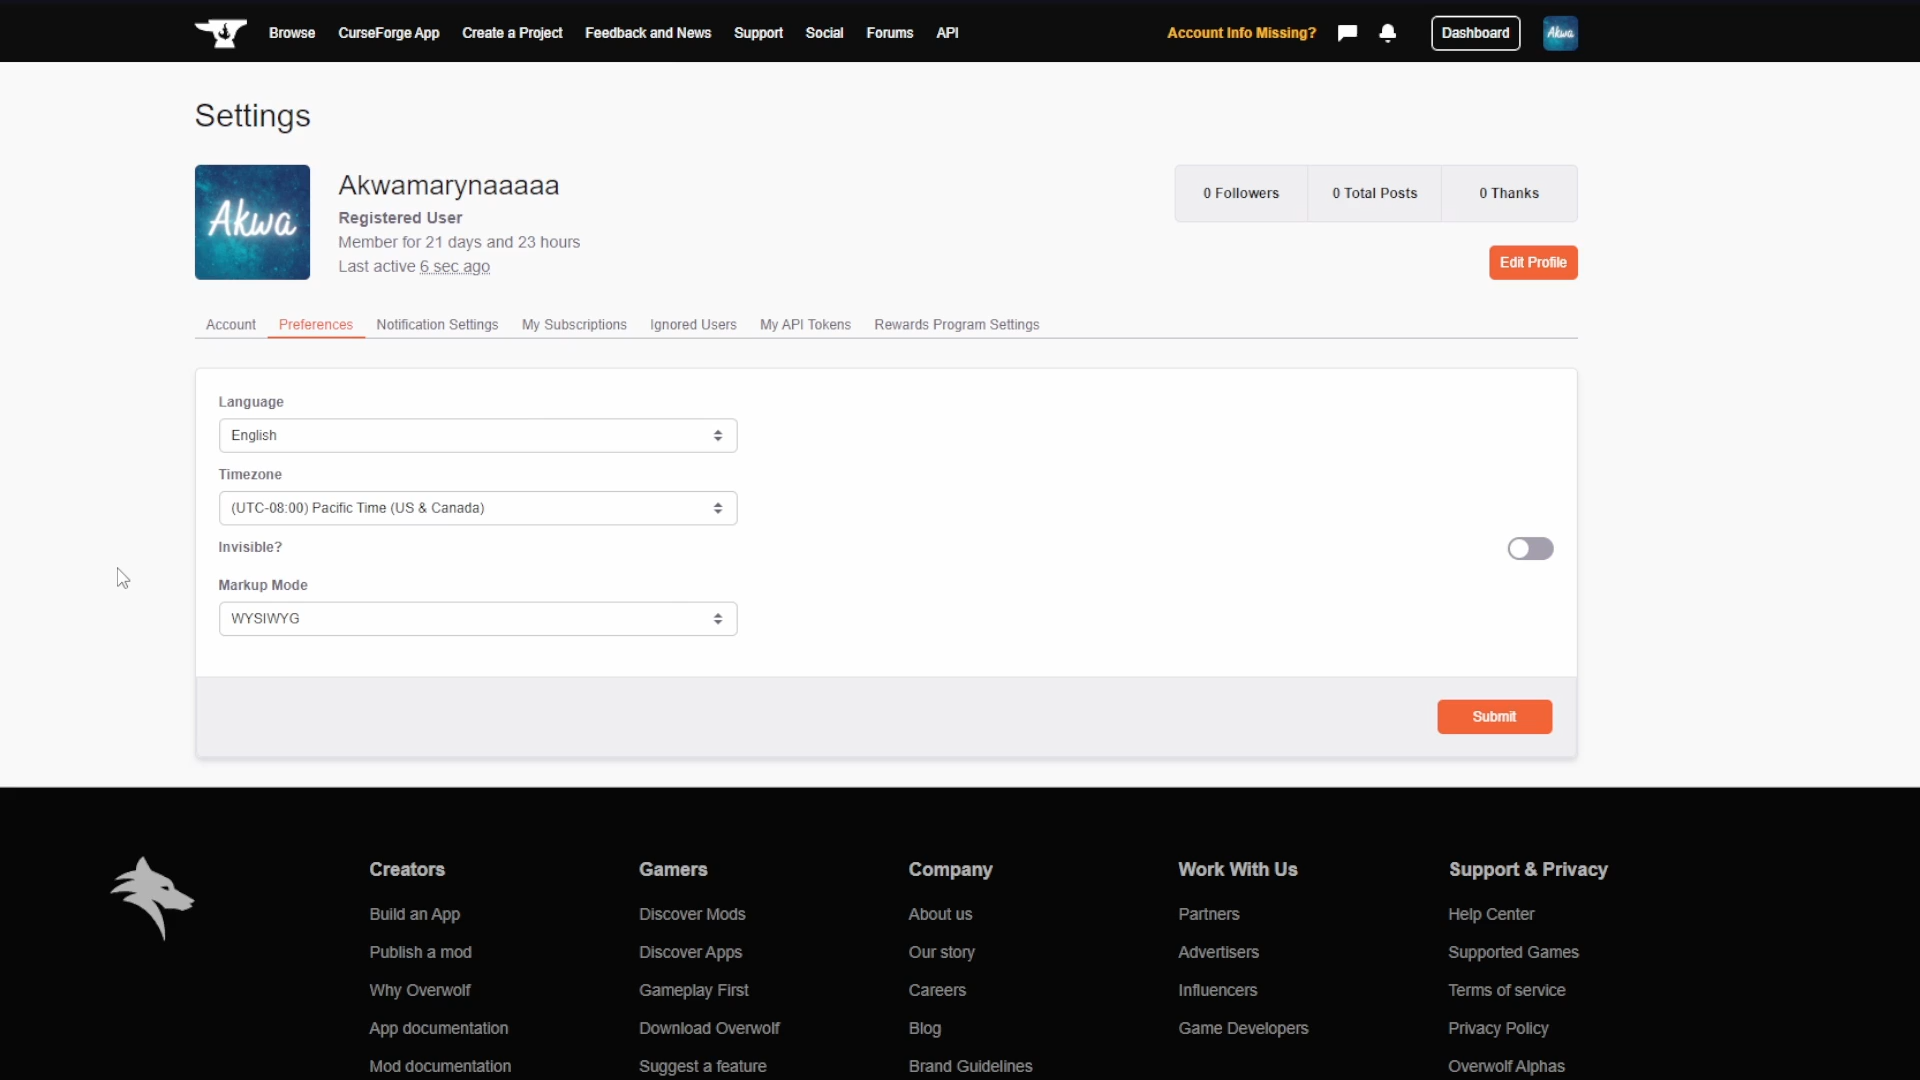 Browse CurseForge App Create a Project Feedback and News Support Social Forums API Account Info Missing? Dashboard Akwa
Settings
Akwa
Akwamarynaaaaa
Registered User
Member for 21 days and 23 hours
Last active 6 sec ago
0 Followers 0 Total Posts 0 Thanks
Edit Profile
Account Preferences Notification Settings My Subscriptions Ignored Users My API Tokens Rewards Program Settings
Language
English
Timezone
(UTC-08:00) Pacific Time (US & Canada)
Invisible?
Markup Mode
WYSIWYG
Submit
Creators
Build an App
Publish a mod
Why Overwolf
App documentation
Mod documentation
Gamers
Discover Mods
Discover Apps
Gameplay First
Download Overwolf
Suggest a feature
Company
About us
Our story
Careers
Blog
Brand Guidelines
Work With Us
Partners
Advertisers
Influencers
Game Developers
Support & Privacy
Help Center
Supported Games
Terms of service
Privacy Policy
Overwolf Alphas